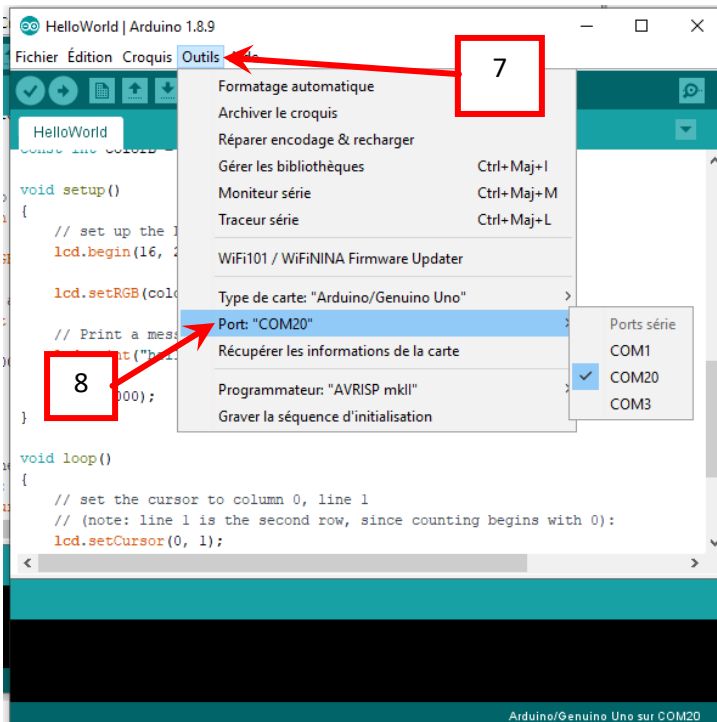 HelloWorld | Arduino 1.8.9
Fichier Édition Croquis Outils
7
HelloWorld
void setup()
{
// set up the
lcd.begin(16,
lcd.setRGB(
// Print a
8
000);
}
void loop()
{
// set the cursor to column 0, line 1
// (note: line 1 is the second row, since counting begins with 0):
lcd.setCursor(0, 1);
Formatage automatique
Archiver le croquis
Réparer encodage & recharger
Gérer les bibliothèques Ctrl+Maj+I
Moniteur série Ctrl+Maj+M
Traceur série Ctrl+Maj+L
WiFi101 / WiFiNINA Firmware Updater
Type de carte: "Arduino/Genuino Uno"
Port: "COM20"
Récupérer les informations de la carte
Programmateur: "AVRISP mkII"
Graver la séquence d'initialisation
Ports série
COM1
COM20
COM3
Arduino/Genuino Uno sur COM20